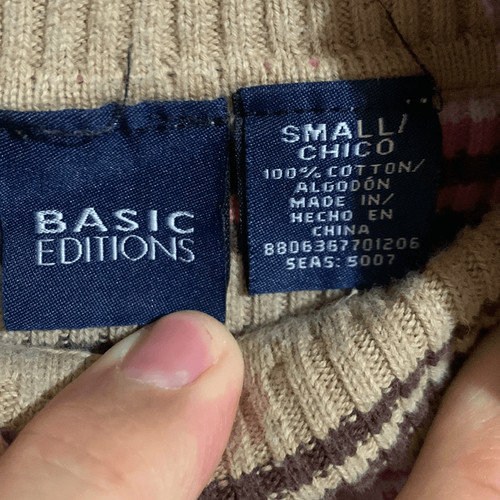 BASIC
EDITIONS
SMALL/
CHICO
100% COTTON/
ALGODÓN
MADE IN/
HECHO EN
CHINA
8806367701206
SEAS: 5007